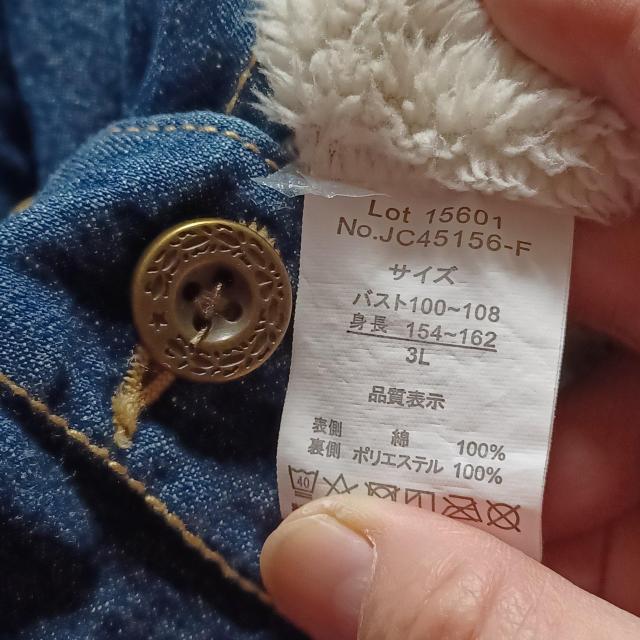 Lot 15601
No.JC45156-F
サイズ
バスト100~108
身長 154~162
3L
品質表示
表側 綿 100%
裏側 ポリエステル 100%
40